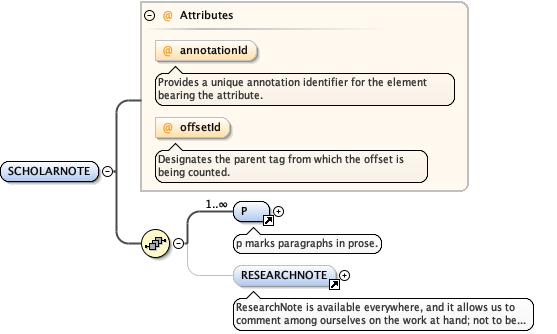 @ Attributes
@ annotationId
Provides a unique annotation identifier for the element
bearing the attribute.
@ offsetId
Designates the parent tag from which the offset is
being counted.
SCHOLARNOTE
1..∞
P
p marks paragraphs in prose.
RESEARCHNOTE
ResearchNote is available everywhere, and it allows us to
comment among ourselves on the work at hand; not to be...